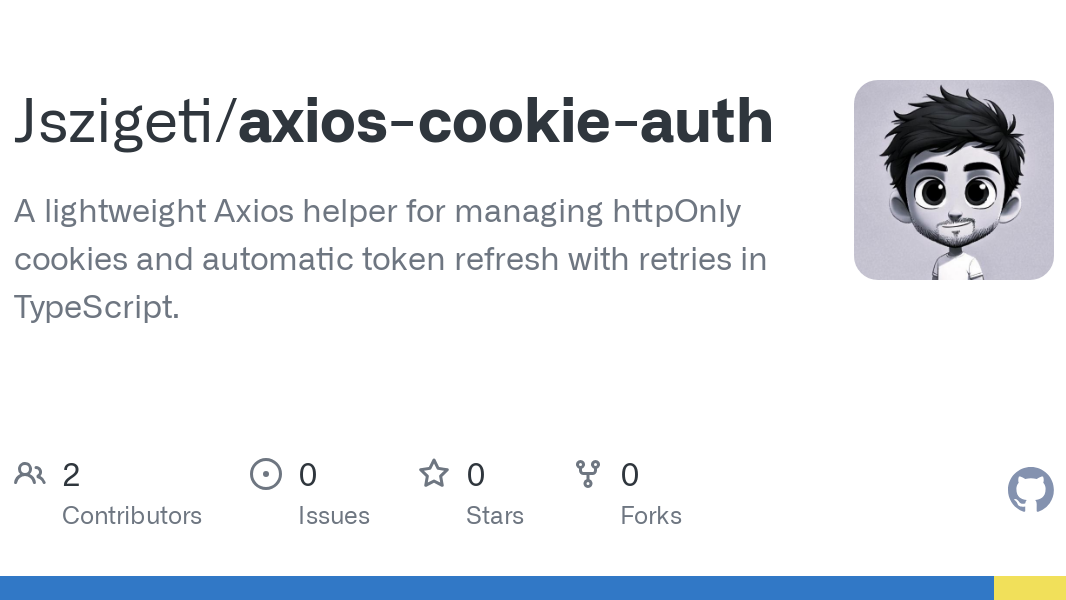 Jszigeti/axios-cookie-auth
A lightweight Axios helper for managing httpOnly
cookies and automatic token refresh with retries in
TypeScript.
2 0 0 0
Contributors Issues Stars Forks